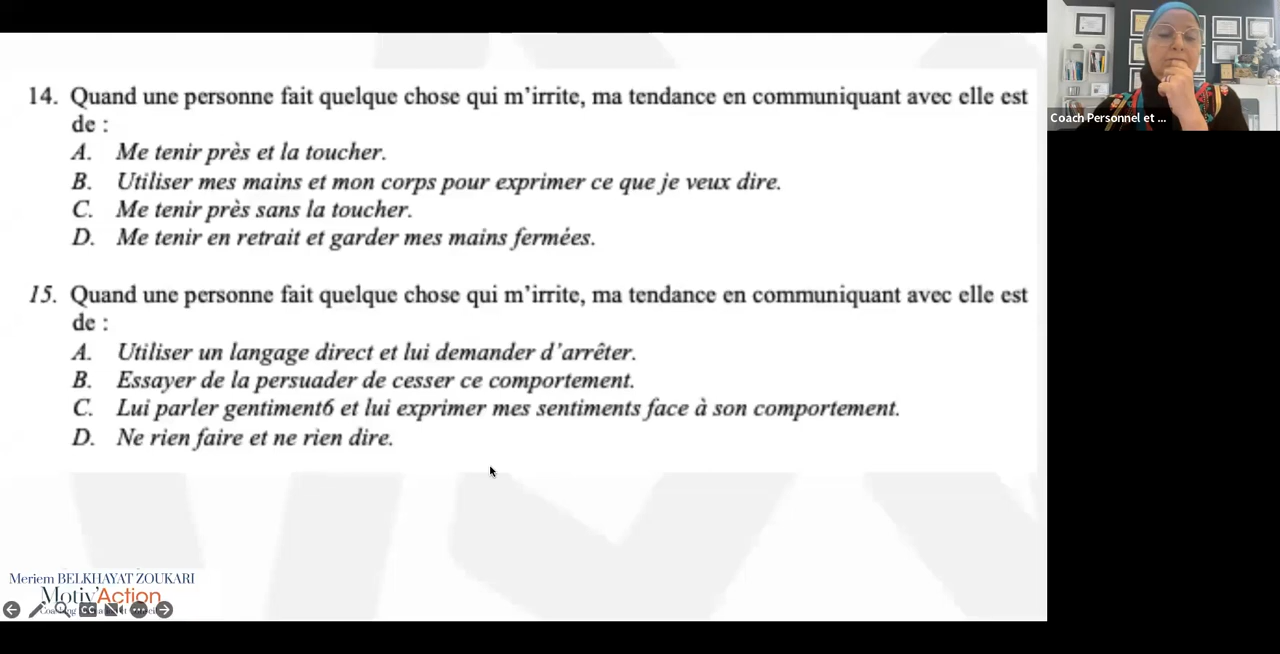 14. Quand une personne fait quelque chose qui m'irrite, ma tendance en communiquant avec elle est
de :
A. Me tenir près et la toucher.
B. Utiliser mes mains et mon corps pour exprimer ce que je veux dire.
C. Me tenir près sans la toucher.
D. Me tenir en retrait et garder mes mains fermées.
15. Quand une personne fait quelque chose qui m'irrite, ma tendance en communiquant avec elle est
de :
A. Utiliser un langage direct et lui demander d'arrêter.
B. Essayer de la persuader de cesser ce comportement.
C. Lui parler gentiment6 et lui exprimer mes sentiments face à son comportement.
D. Ne rien faire et ne rien dire.
Coach Personnel et ...
Meriem BELKHAYAT ZOUKARI
Motiv'Action